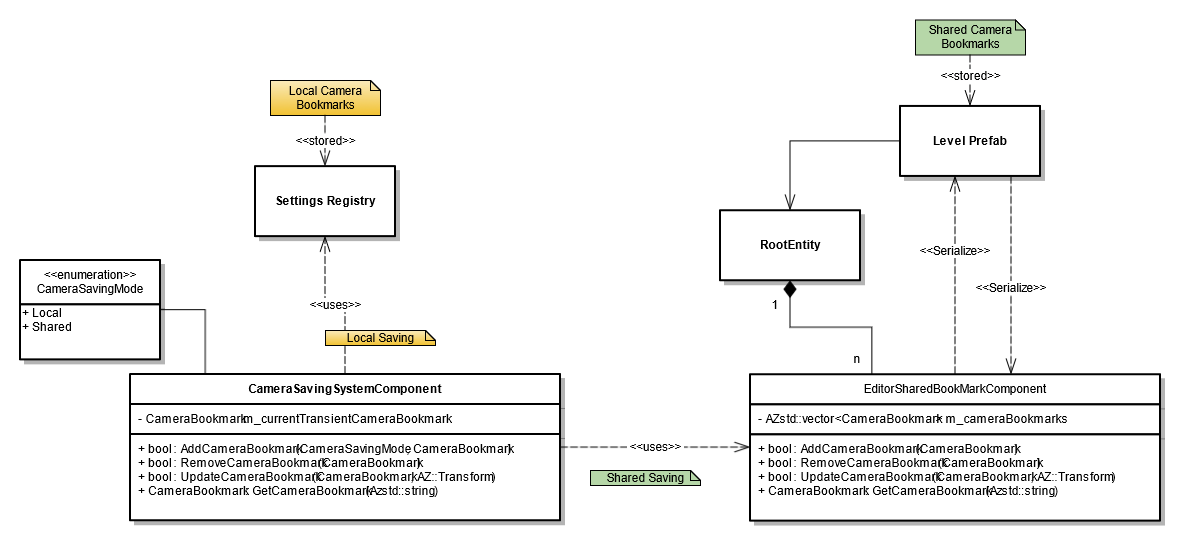 Shared Camera
Bookmarks
<<stored>>
Level Prefab
Local Camera
Bookmarks
<<stored>>
Settings Registry
RootEntity
1
n
<<Serialize>>
<<Serialize>>
<<enumeration>>
CameraSavingMode
+ Local
+ Shared
<<uses>>
Local Saving
CameraSavingSystemComponent
- CameraBookmark m_currentTransientCameraBookmark
+ bool : AddCameraBookmark(CameraSavingMode, CameraBookmark);
+ bool : RemoveCameraBookmark(CameraBookmark);
+ bool : UpdateCameraBookmark(CameraBookmark, AZ::Transform)
+ CameraBookmark : GetCameraBookmark(Azstd::string)
<<uses>>
Shared Saving
EditorSharedBookMarkComponent
- AZstd::vector<CameraBookmark> m_cameraBookmarks
+ bool : AddCameraBookmark(CameraBookmark)
+ bool : RemoveCameraBookmark(CameraBookmark)
+ bool : UpdateCameraBookmark(CameraBookmark, AZ::Transform)
+ CameraBookmark : GetCameraBookmark(Azstd::string)